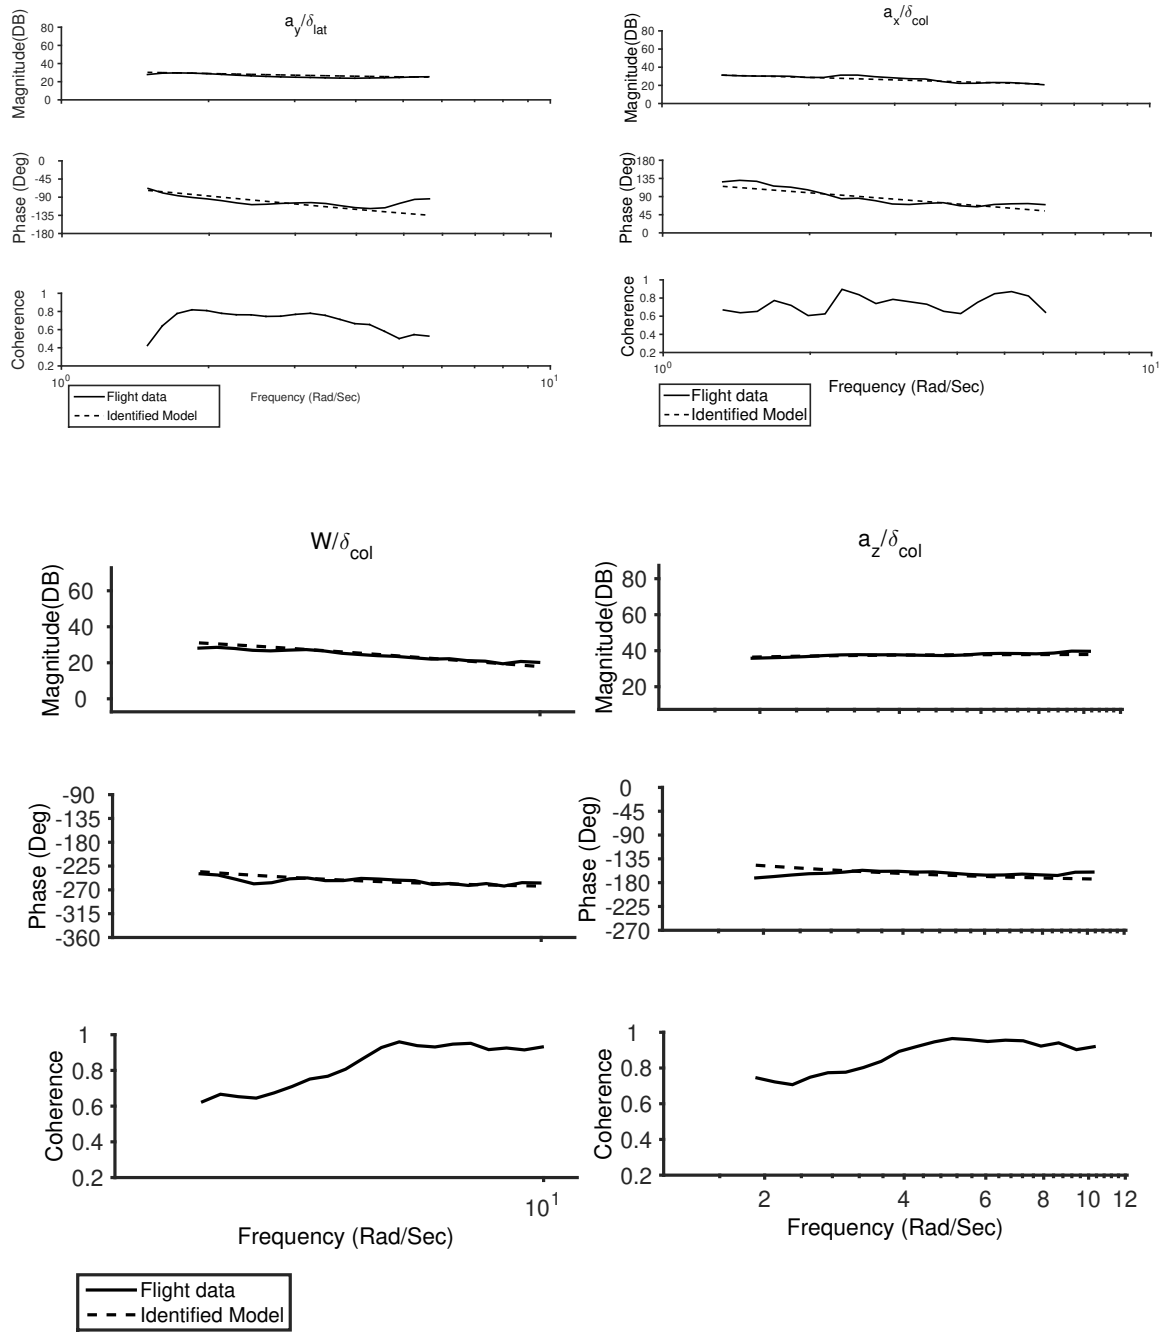 a_y/δ_lat
Magnitude(DB)
80
60
40
20
0
Phase (Deg)
0
-45
-90
-135
-180
Coherence
1
0.8
0.6
0.4
0.2
10^0
10^1
Frequency (Rad/Sec)
Flight data
Identified Model
a_x/δ_col
Magnitude(DB)
80
60
40
20
0
Phase (Deg)
180
135
90
45
0
Coherence
1
0.8
0.6
0.4
0.2
10^0
10^1
Frequency (Rad/Sec)
Flight data
Identified Model
W/δ_col
Magnitude(DB)
60
40
20
0
Phase (Deg)
-90
-135
-180
-225
-270
-315
-360
Coherence
1
0.8
0.6
0.4
0.2
10^1
Frequency (Rad/Sec)
a_z/δ_col
Magnitude(DB)
80
60
40
20
Phase (Deg)
0
-45
-90
-135
-180
-225
-270
Coherence
1
0.8
0.6
0.4
0.2
2 4 6 8 10 12
Frequency (Rad/Sec)
Flight data
Identified Model